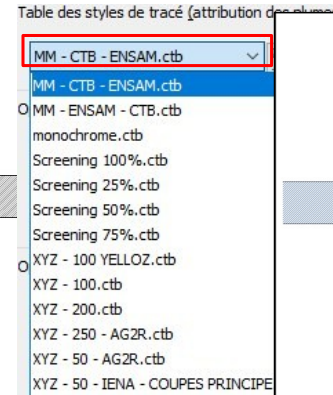 Table des styles de tracé (attribution des plumes
MM - CTB - ENSAM.ctb
MM - CTB - ENSAM.ctb
MM - ENSAM - CTB.ctb
monochrome.ctb
Screening 100%.ctb
Screening 25%.ctb
Screening 50%.ctb
Screening 75%.ctb
XYZ - 100 YELLOZ.ctb
XYZ - 100.ctb
XYZ - 200.ctb
XYZ - 250 - AG2R.ctb
XYZ - 50 - AG2R.ctb
XYZ - 50 - IENA - COUPES PRINCIPE